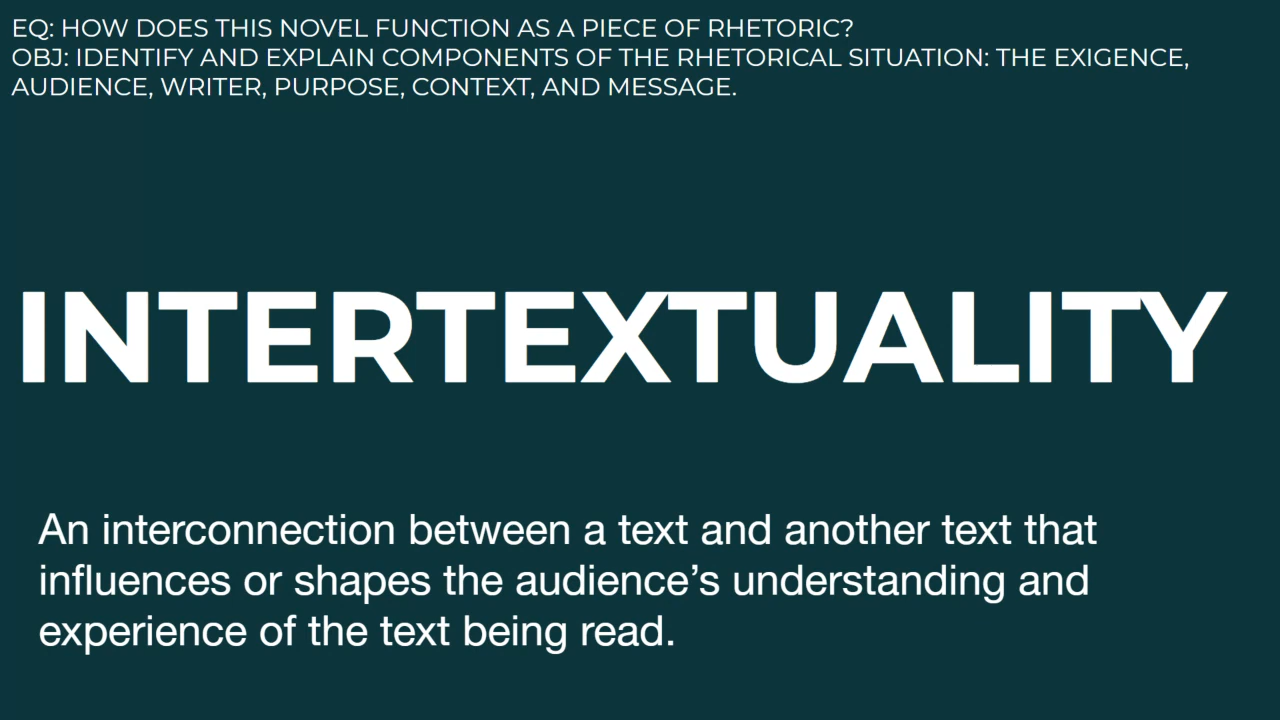 EQ: HOW DOES THIS NOVEL FUNCTION AS A PIECE OF RHETORIC?
OBJ: IDENTIFY AND EXPLAIN COMPONENTS OF THE RHETORICAL SITUATION: THE EXIGENCE,
AUDIENCE, WRITER, PURPOSE, CONTEXT, AND MESSAGE.
INTERTEXTUALITY
An interconnection between a text and another text that
influences or shapes the audience’s understanding and
experience of the text being read.